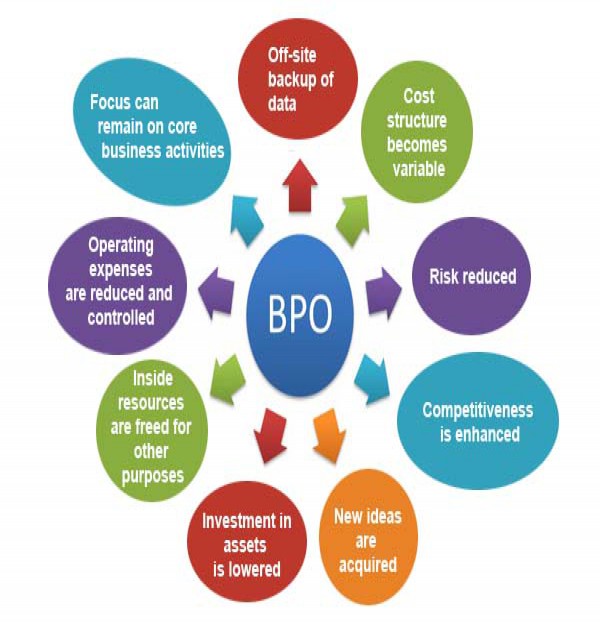 Off-site
backup of
data
Cost
structure
becomes
variable
Risk reduced
Competitiveness
is enhanced
New ideas
are
acquired
Investment in
assets
is lowered
Inside
resources
are freed for
other
purposes
Operating
expenses
are reduced and
controlled
Focus can
remain on core
business activities
BPO